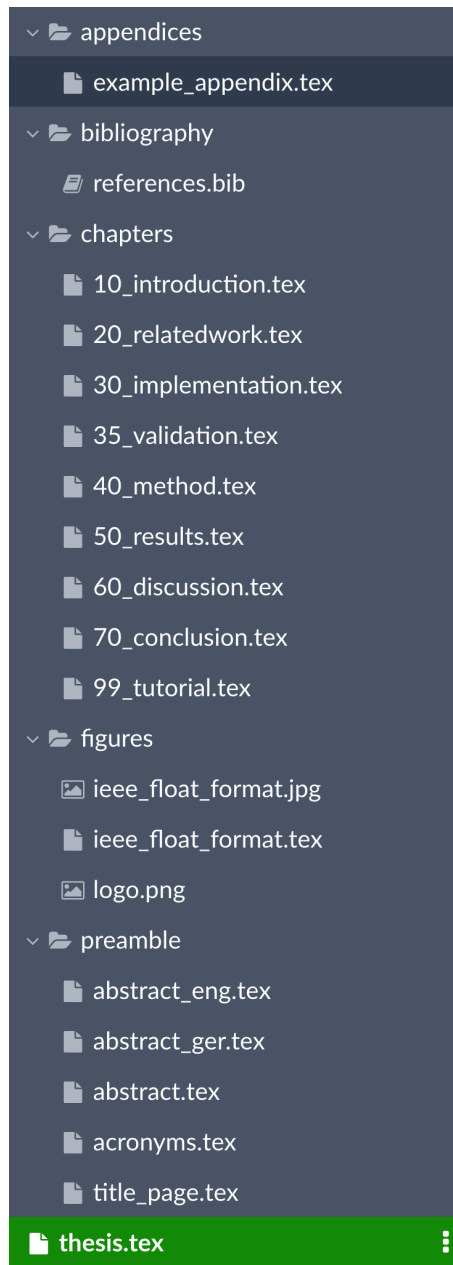 appendices
example_appendix.tex
bibliography
references.bib
chapters
10_introduction.tex
20_relatedwork.tex
30_implementation.tex
35_validation.tex
40_method.tex
50_results.tex
60_discussion.tex
70_conclusion.tex
99_tutorial.tex
figures
ieee_float_format.jpg
ieee_float_format.tex
logo.png
preamble
abstract_eng.tex
abstract_ger.tex
abstract.tex
acronyms.tex
title_page.tex
thesis.tex